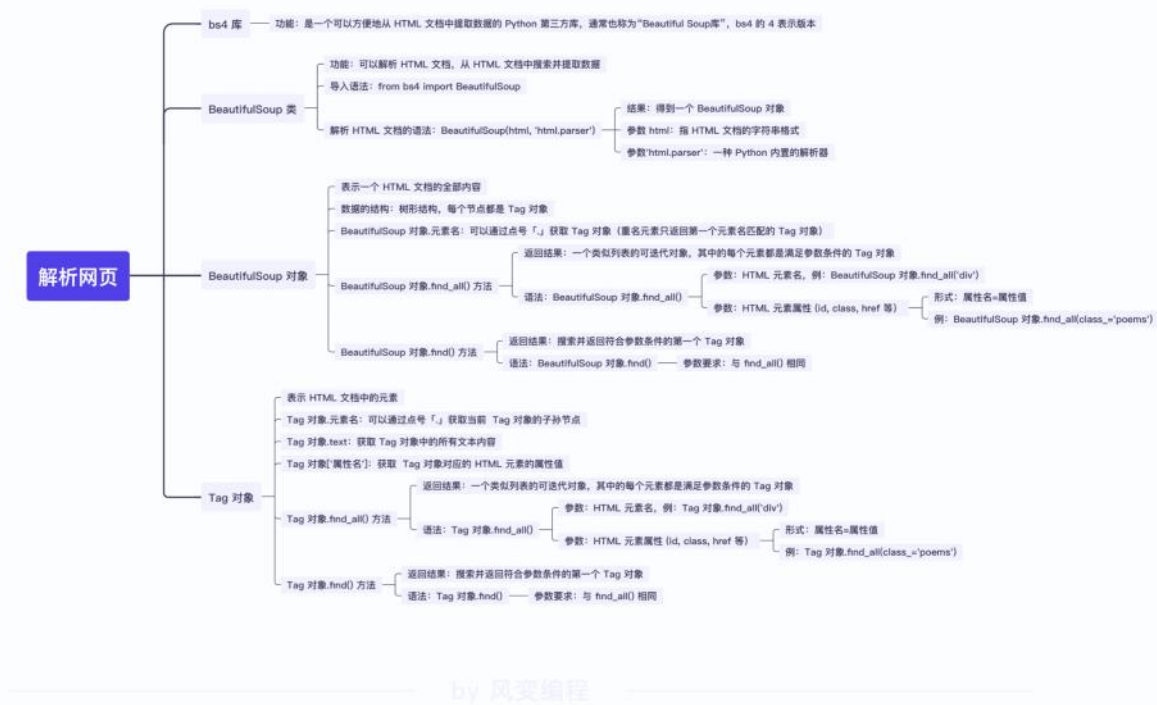 解析网页
bs4 库
功能：是一个可以方便地从 HTML 文档中提取数据的 Python 第三方库，通常也称为“Beautiful Soup库”，bs4 的 4 表示版本
BeautifulSoup 类
功能：可以解析 HTML 文档，从 HTML 文档中搜索并提取数据
导入语法：from bs4 import BeautifulSoup
解析 HTML 文档的语法：BeautifulSoup(html, 'html.parser')
结果：得到一个 BeautifulSoup 对象
参数 html：指 HTML 文档的字符串格式
参数'html.parser'：一种 Python 内置的解析器
BeautifulSoup 对象
表示一个 HTML 文档的全部内容
数据的结构：树形结构，每个节点都是 Tag 对象
BeautifulSoup 对象.元素名：可以通过点号「.」获取 Tag 对象（重名元素只返回第一个元素名匹配的 Tag 对象）
BeautifulSoup 对象.find_all() 方法
返回结果：一个类似列表的可迭代对象，其中的每个元素都是满足参数条件的 Tag 对象
语法：BeautifulSoup 对象.find_all()
参数：HTML 元素名，例：BeautifulSoup 对象.find_all('div')
参数：HTML 元素属性 (id, class, href 等）
形式：属性名=属性值
例：BeautifulSoup 对象.find_all(class_='poems')
BeautifulSoup 对象.find() 方法
返回结果：搜索并返回符合参数条件的第一个 Tag 对象
语法：BeautifulSoup 对象.find()
参数要求：与 find_all() 相同
Tag 对象
表示 HTML 文档中的元素
Tag 对象.元素名：可以通过点号「.」获取当前 Tag 对象的子孙节点
Tag 对象.text：获取 Tag 对象中的所有文本内容
Tag 对象['属性名']：获取 Tag 对象对应的 HTML 元素的属性值
Tag 对象.find_all() 方法
返回结果：一个类似列表的可迭代对象，其中的每个元素都是满足参数条件的 Tag 对象
语法：Tag 对象.find_all()
参数：HTML 元素名，例：Tag 对象.find_all('div')
参数：HTML 元素属性 (id, class, href 等）
形式：属性名=属性值
例：Tag 对象.find_all(class_='poems')
Tag 对象.find() 方法
返回结果：搜索并返回符合参数条件的第一个 Tag 对象
语法：Tag 对象.find()
参数要求：与 find_all() 相同
by 风变编程